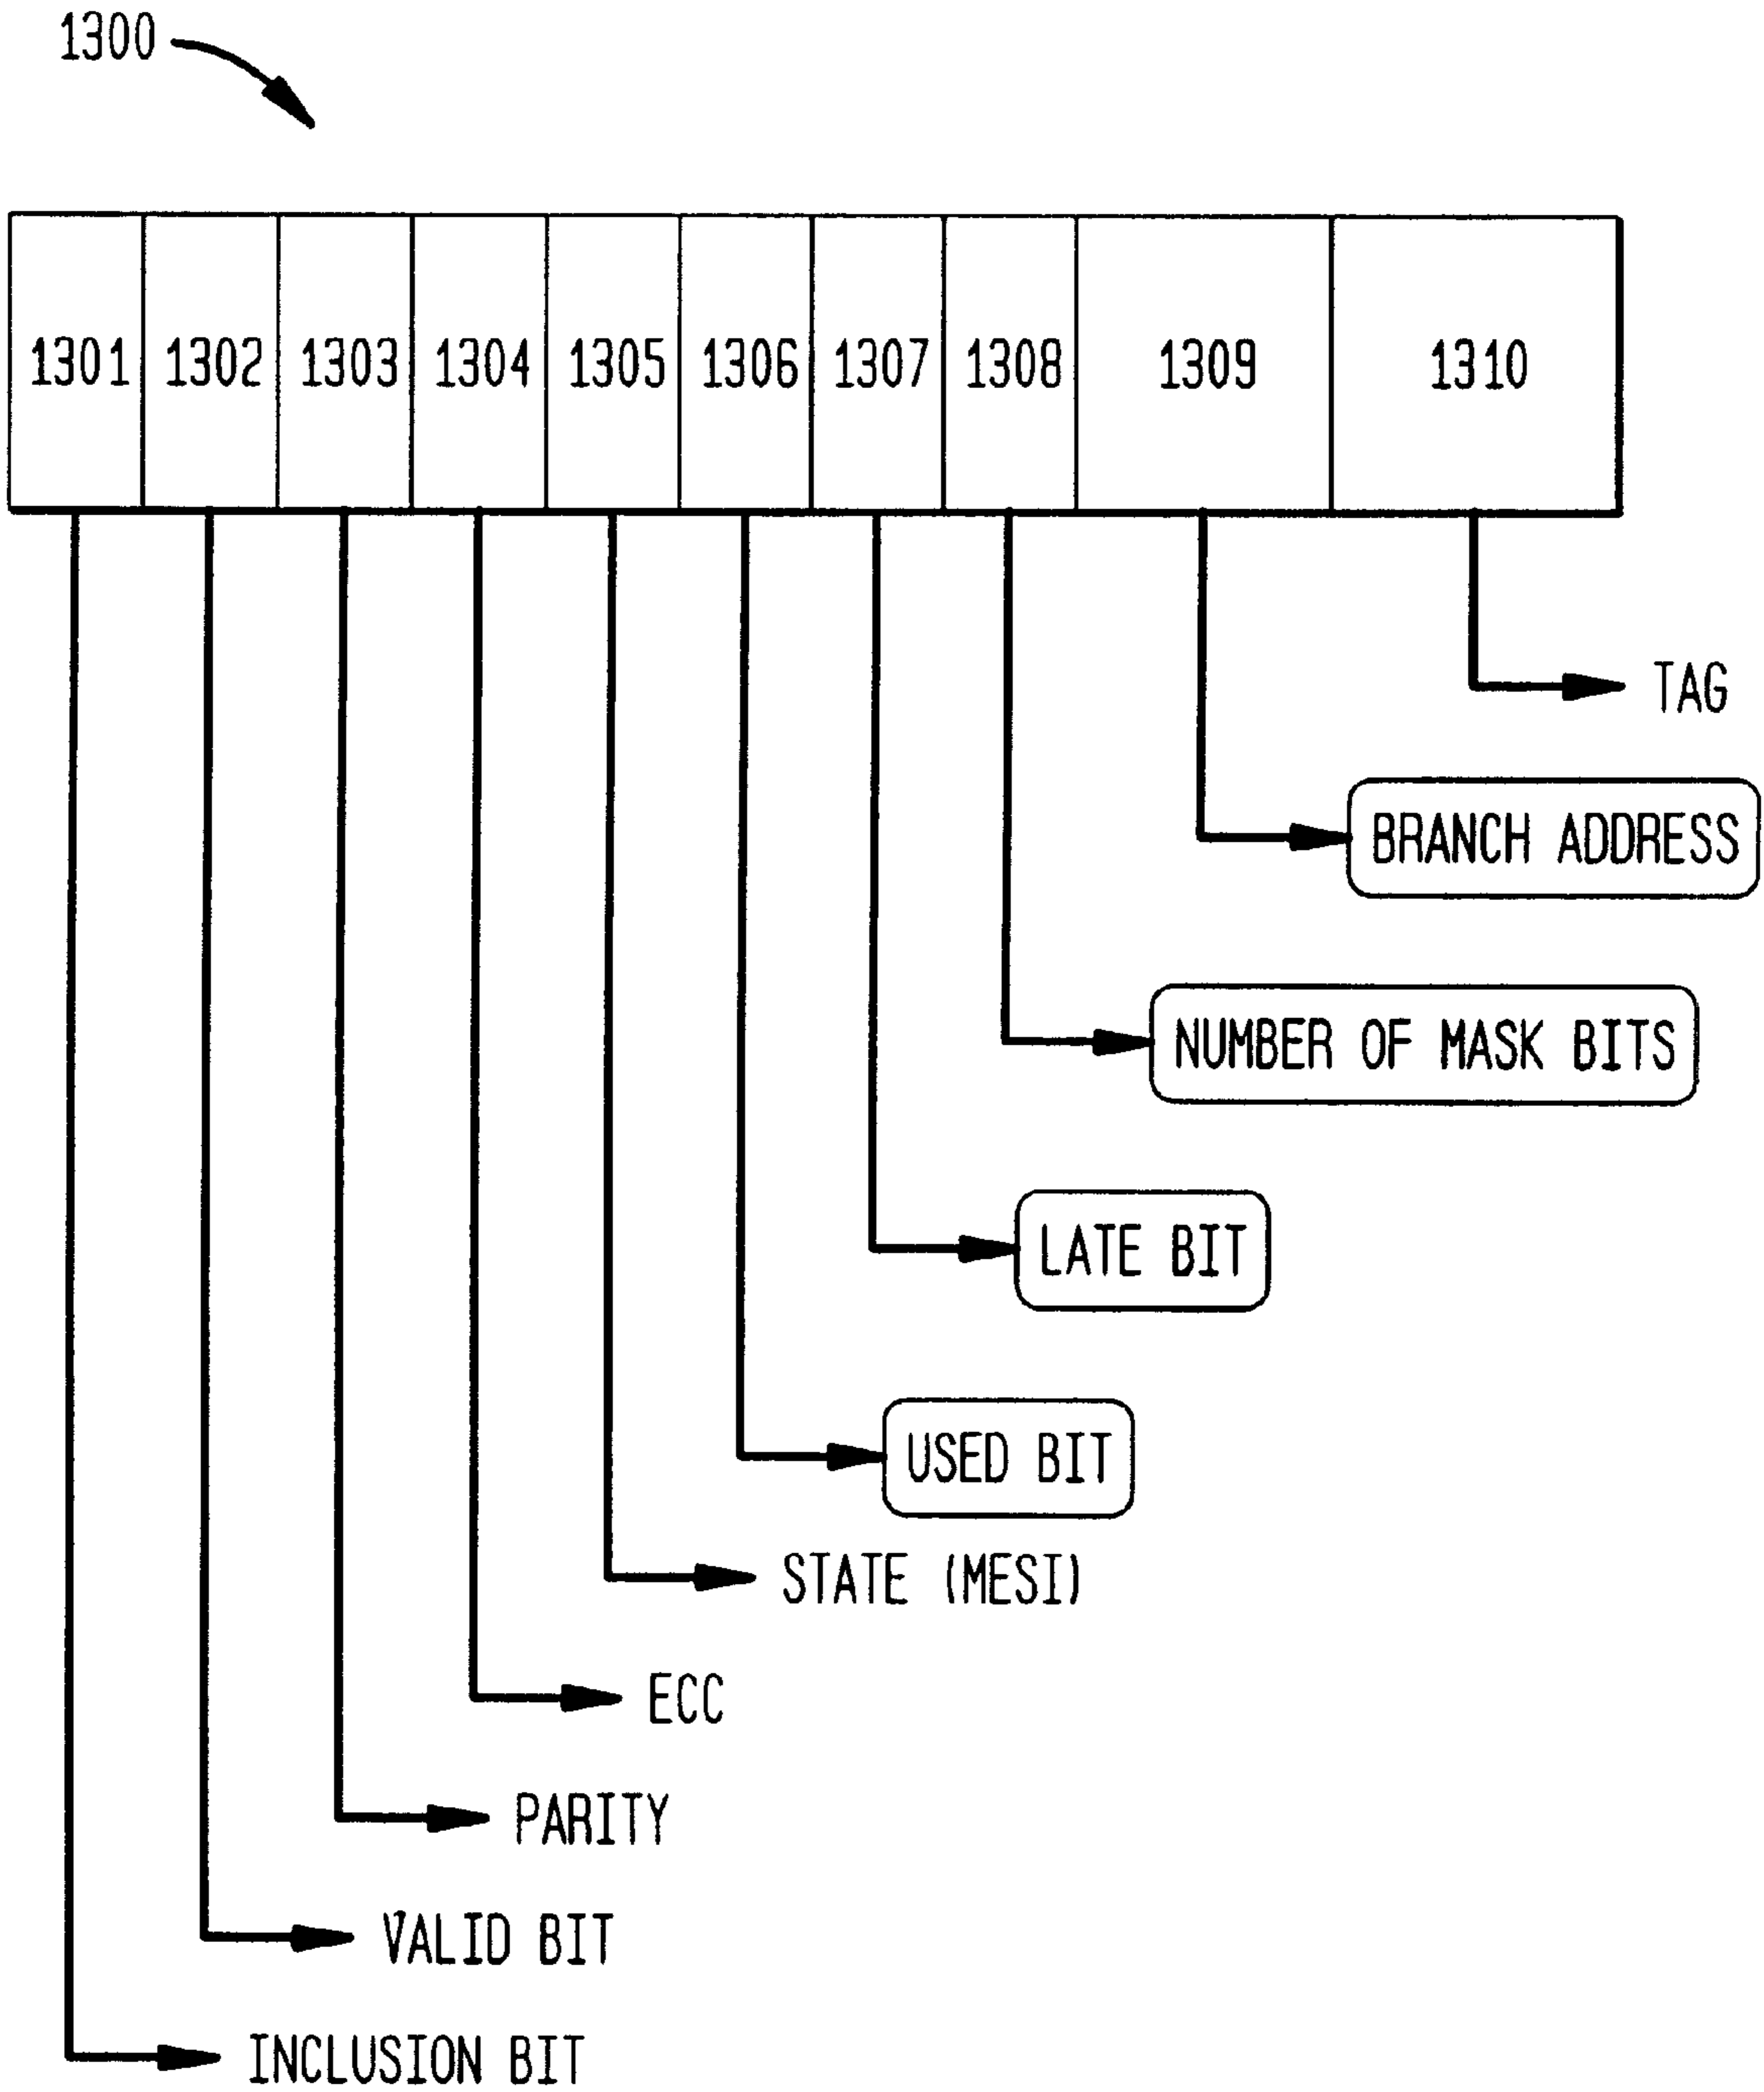 1300
1301 1302 1303 1304 1305 1306 1307 1308 1309 1310
TAG
BRANCH ADDRESS
NUMBER OF MASK BITS
LATE BIT
USED BIT
STATE (MESI)
ECC
PARITY
VALID BIT
INCLUSION BIT